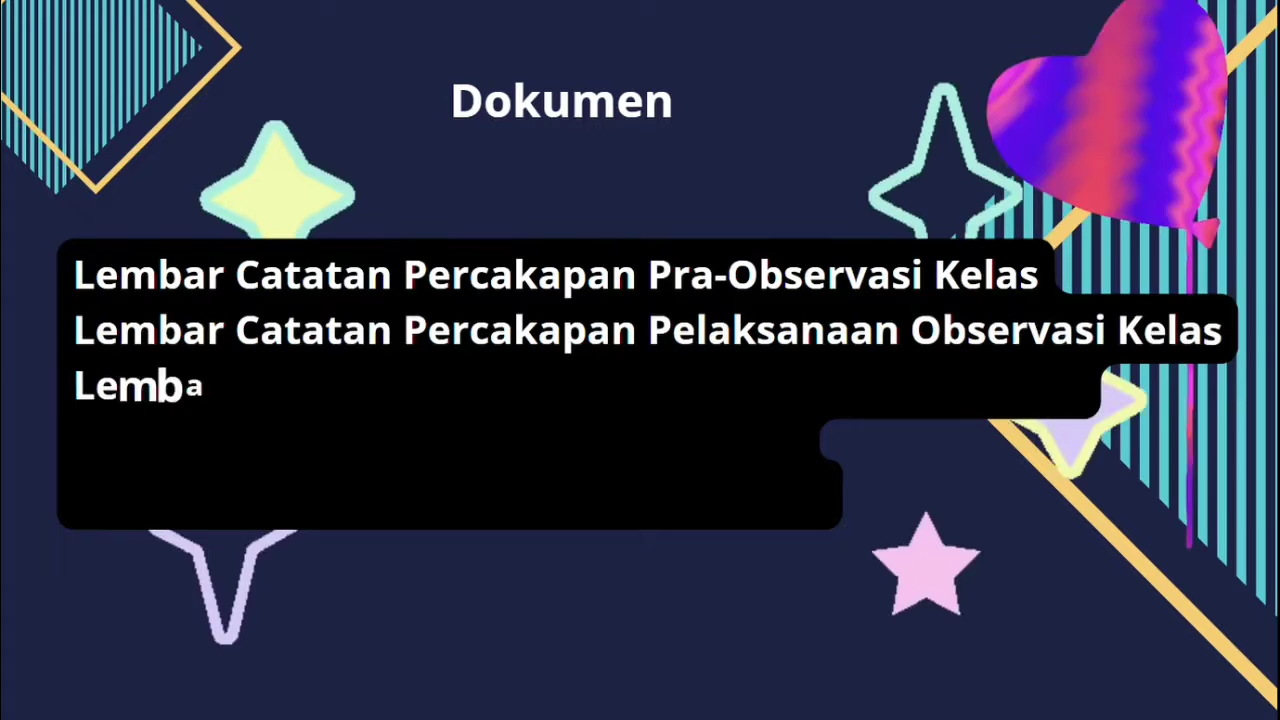 Dokumen
Lembar Catatan Percakapan Pra-Observasi Kelas
Lembar Catatan Percakapan Pelaksanaan Observasi Kelas
Lemba